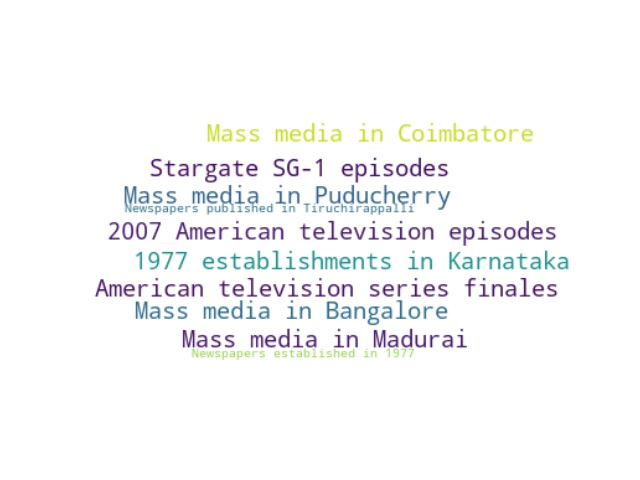 Mass media in Coimbatore
Stargate SG-1 episodes
Mass media in Puducherry
Newspapers published in Tiruchirappalli
2007 American television episodes
1977 establishments in Karnataka
American television series finales
Mass media in Bangalore
Mass media in Madurai
Newspapers established in 1977